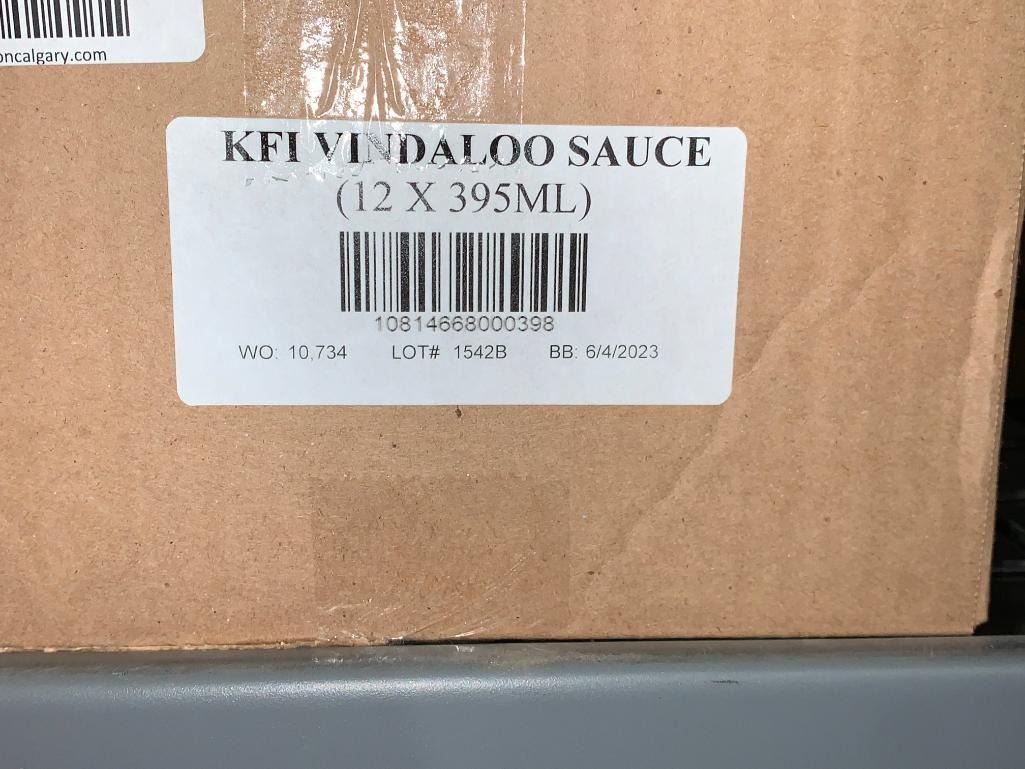 oncalgary.com
KFI VINDALOO SAUCE
(12 X 395ML)
10814668000398
WO: 10,734 LOT# 1542B BB: 6/4/2023